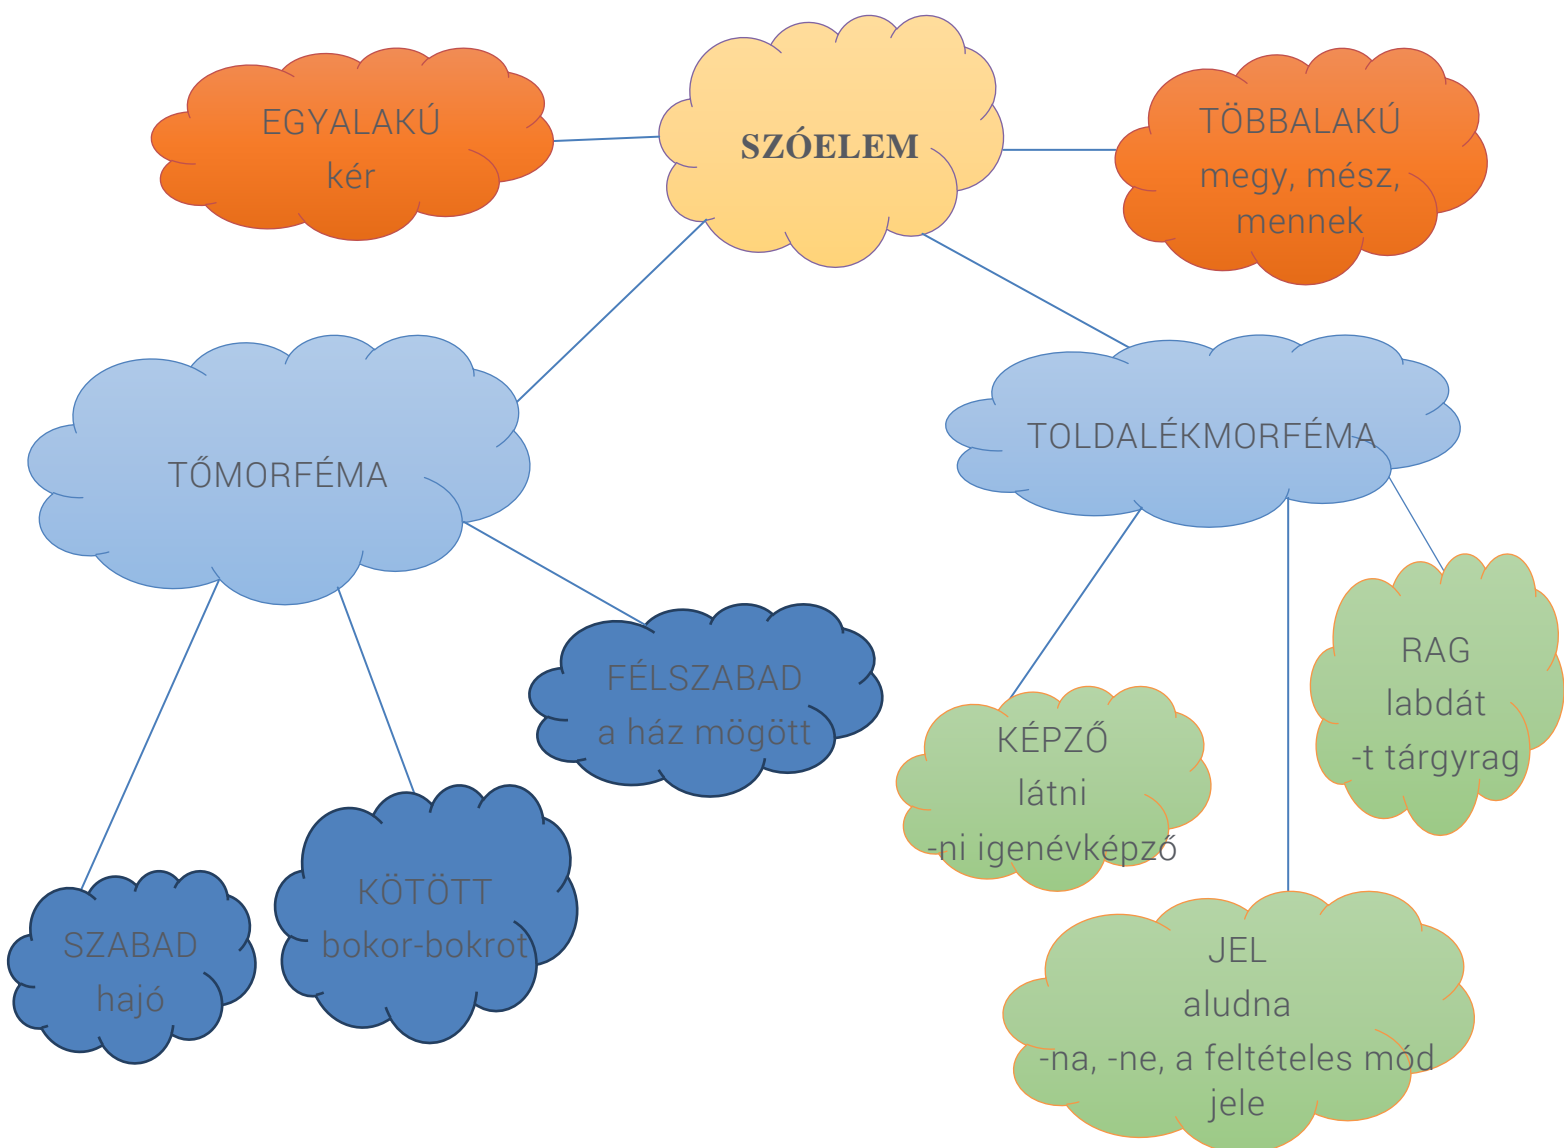 EGYALAKÚ
kér
SZÓELEM
TÖBBALAKÚ
megy, mész,
mennek
TŐMORFÉMA
TOLDALÉKMORFÉMA
SZABAD
hajó
KÖTÖTT
bokor-bokrot
FÉLSZABAD
a ház mögött
KÉPZŐ
látni
-ni igenévképző
JEL
aludna
-na, -ne, a feltételes mód
jele
RAG
labdát
-t tárgyrag